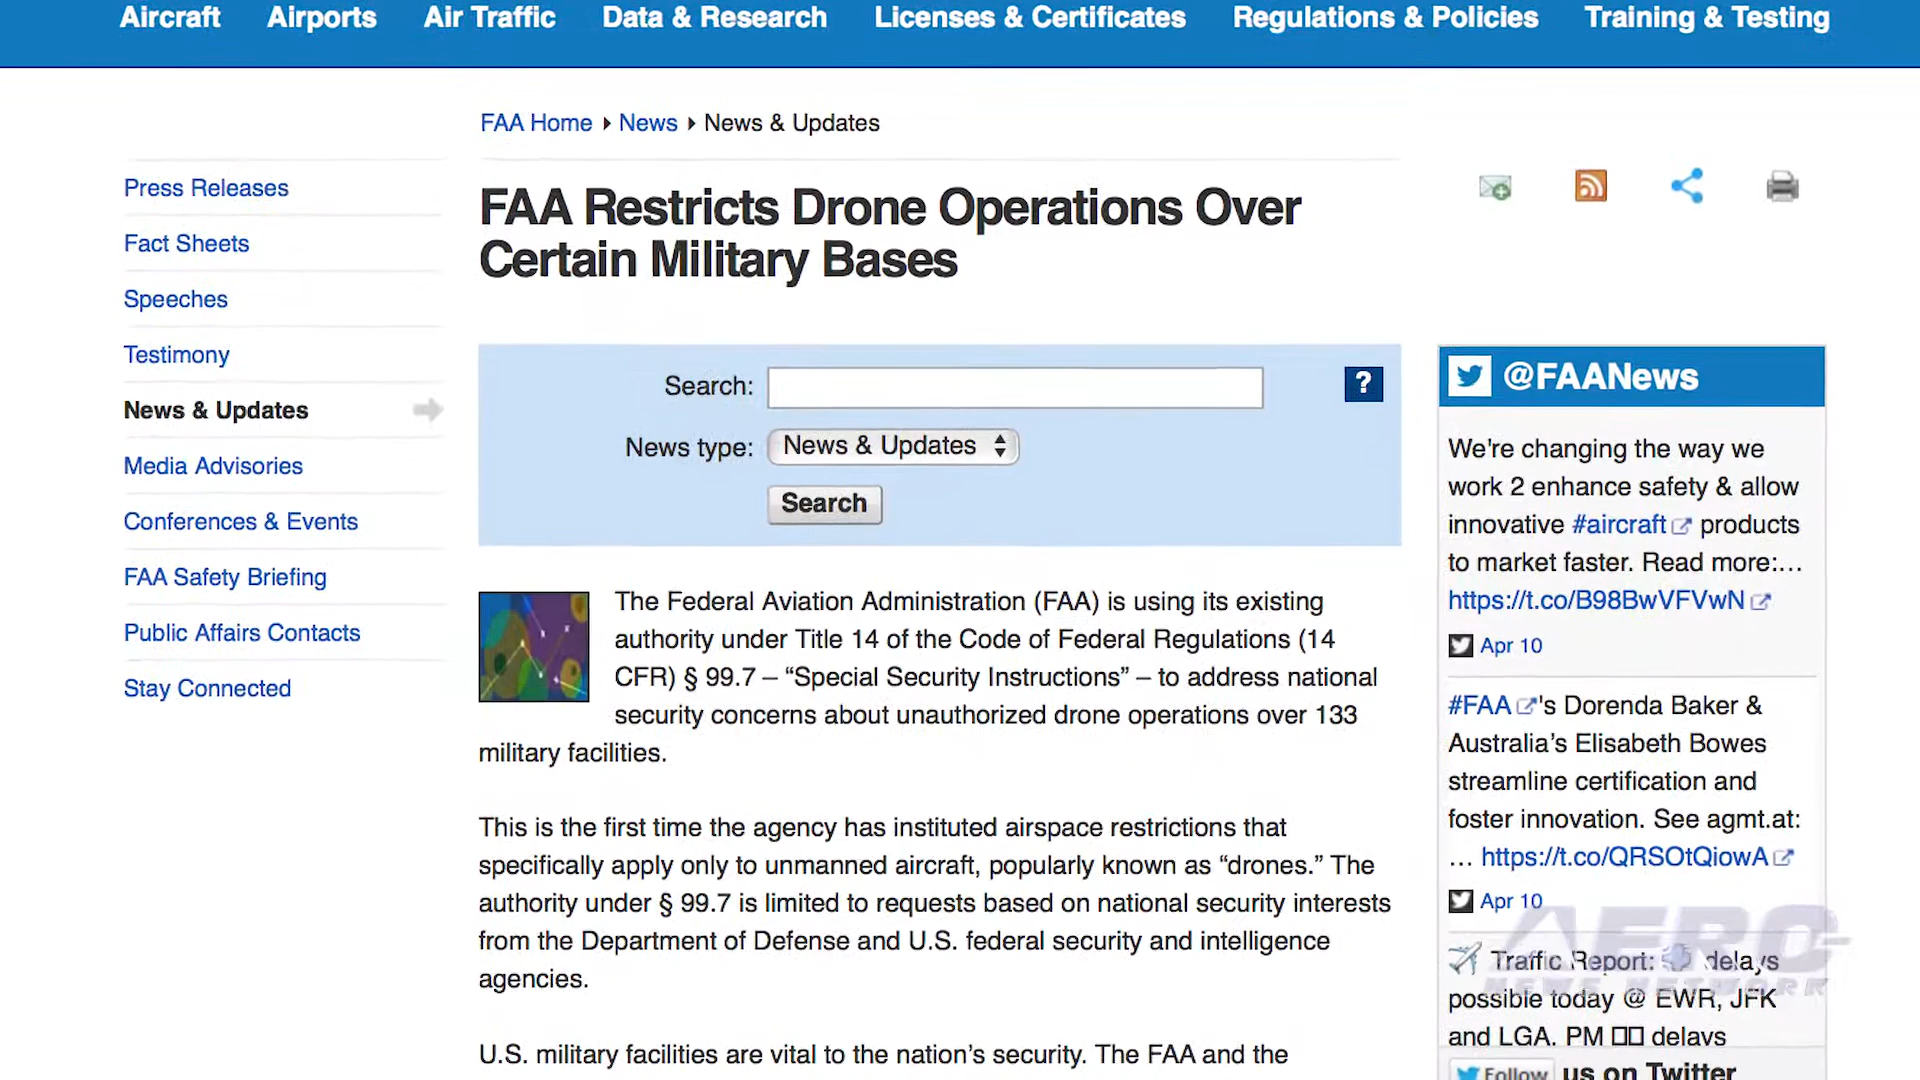 Aircraft Airports Air Traffic Data & Research Licenses & Certificates Regulations & Policies Training & Testing
FAA Home News News & Updates
Press Releases
Fact Sheets
Speeches
Testimony
News & Updates
Media Advisories
Conferences & Events
FAA Safety Briefing
Public Affairs Contacts
Stay Connected
FAA Restricts Drone Operations Over
Certain Military Bases
Search:
?
News type: News & Updates
Search
The Federal Aviation Administration (FAA) is using its existing
authority under Title 14 of the Code of Federal Regulations (14
CFR) § 99.7 – “Special Security Instructions” – to address national
security concerns about unauthorized drone operations over 133
military facilities.
This is the first time the agency has instituted airspace restrictions that
specifically apply only to unmanned aircraft, popularly known as “drones.” The
authority under § 99.7 is limited to requests based on national security interests
from the Department of Defense and U.S. federal security and intelligence
agencies.
U.S. military facilities are vital to the nation’s security. The FAA and the
@FAANews
We're changing the way we
work 2 enhance safety & allow
innovative #aircraft products
to market faster. Read more:…
https://t.co/B98BwVFVwN
Apr 10
#FAA's Dorenda Baker &
Australia’s Elisabeth Bowes
streamline certification and
foster innovation. See agmt.at:
… https://t.co/QRSOtQiowA
Apr 10
Traffic Report: delays
possible today @ EWR, JFK
and LGA. PM delays
Follow us on Twitter
AERO
NEWS NETWORK